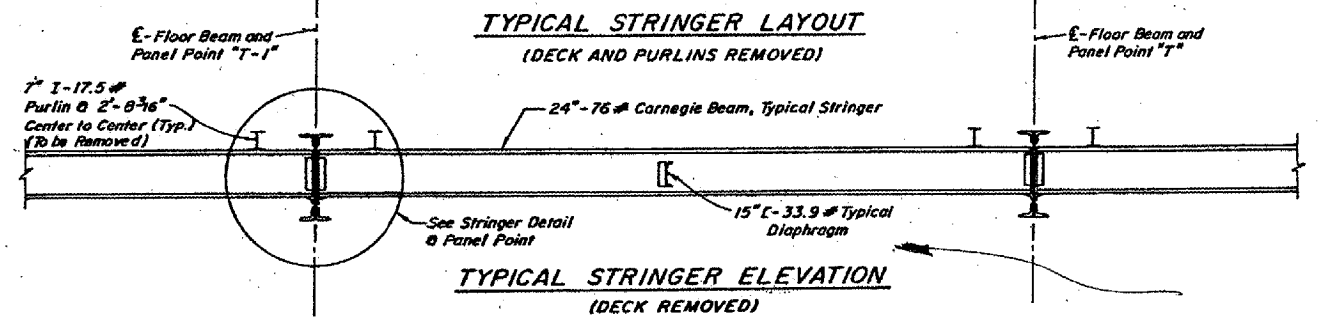 TYPICAL STRINGER LAYOUT
(DECK AND PURLINS REMOVED)
℄-Floor Beam and
Panel Point "T-1"
℄-Floor Beam and
Panel Point "T"
7" I-17.5 #
Purlin @ 2'-8 3/16"
Center to Center (Typ.)
(To be Removed)
24"-76 # Carnegie Beam, Typical Stringer
See Stringer Detail
@ Panel Point
15" C-33.9 # Typical
Diaphragm
TYPICAL STRINGER ELEVATION
(DECK REMOVED)